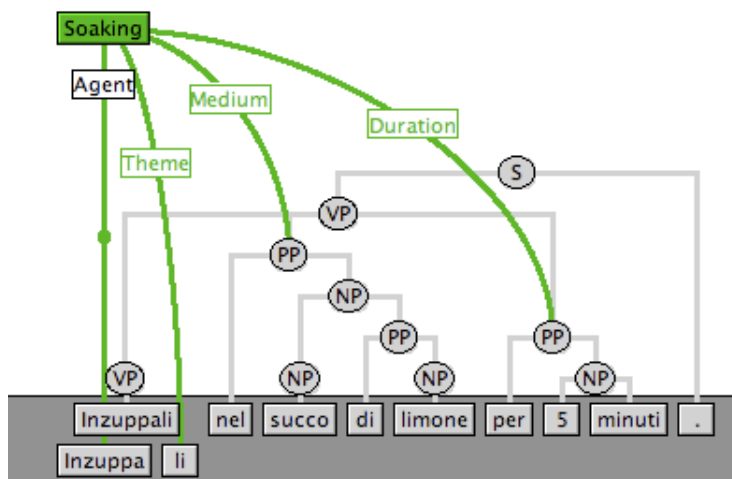 Soaking
Agent
Medium
Duration
Theme
S
VP
PP
NP
PP PP
VP NP NP NP
Inzuppali nel succo di limone per 5 minuti .
Inzuppa li